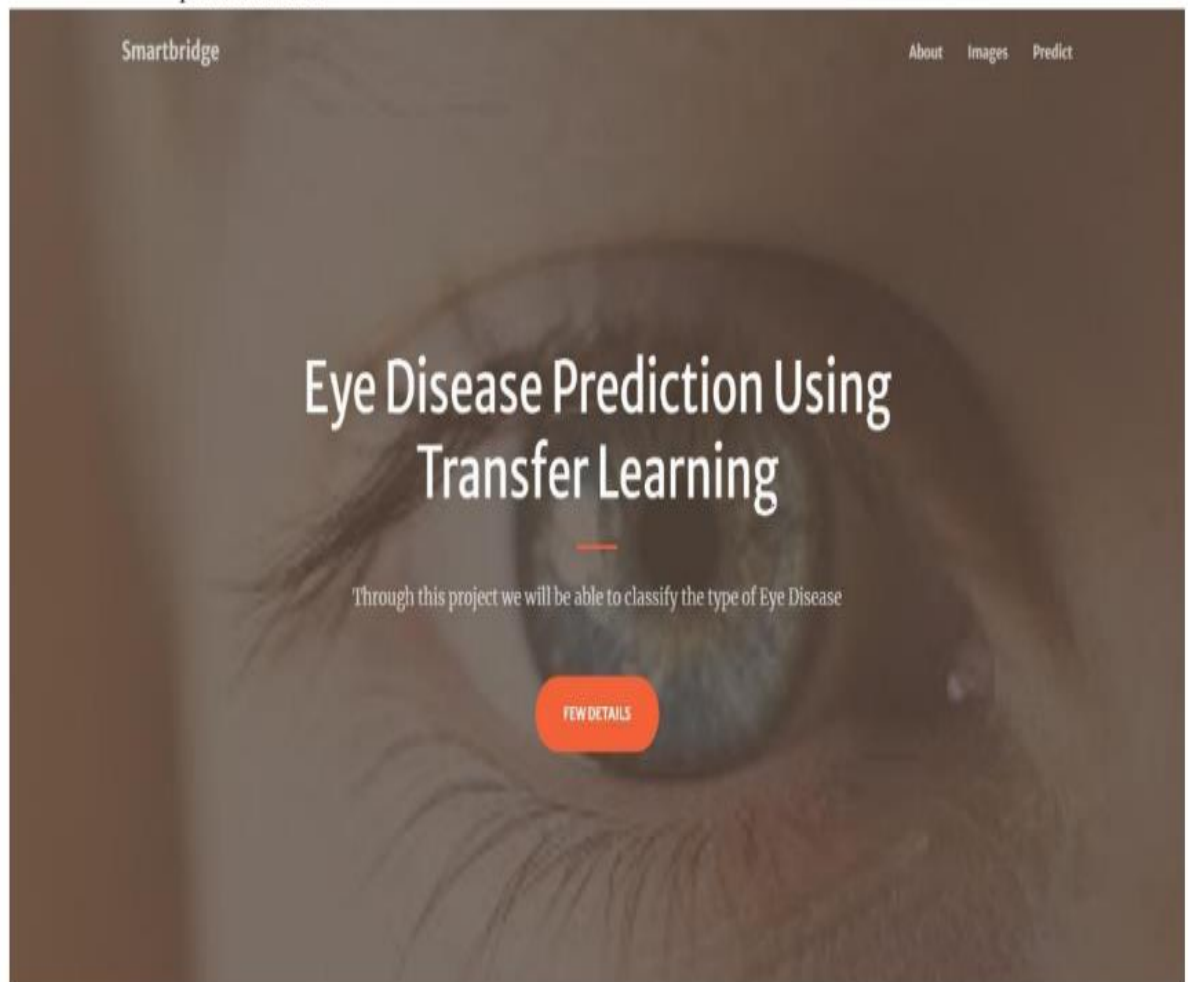 Smartbridge
About Images Predict
Eye Disease Prediction Using
Transfer Learning
Through this project we will be able to classify the type of Eye Disease
FEW DETAILS